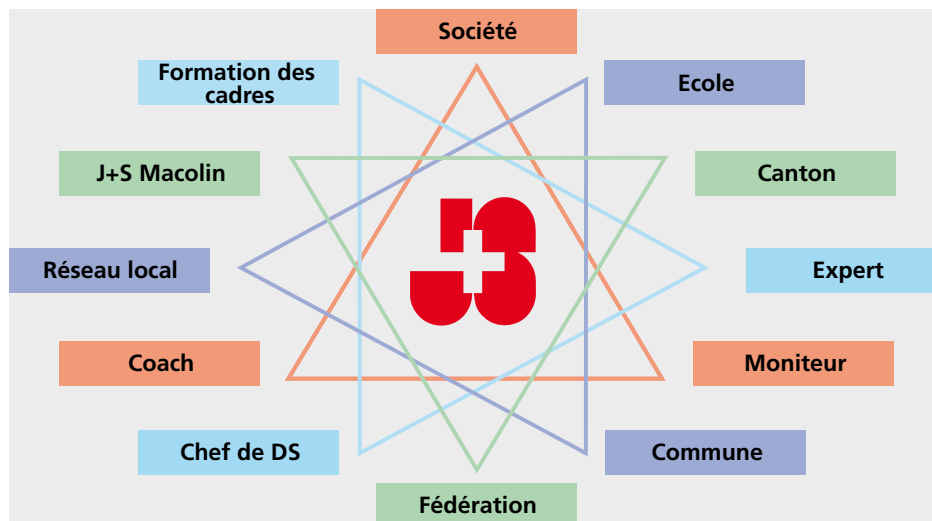 Société
Formation des
cadres
Ecole
J+S Macolin
Canton
Réseau local
Expert
Coach
Moniteur
Chef de DS
Commune
Fédération